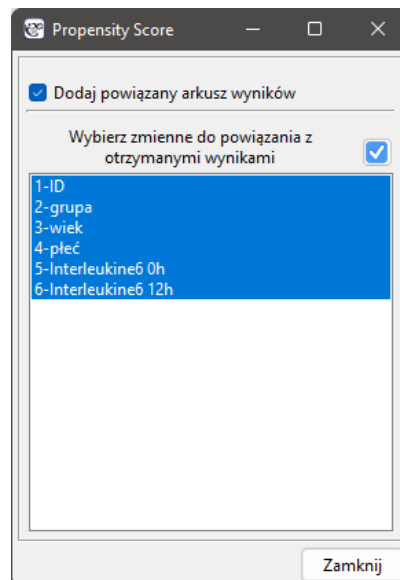 Propensity Score
Dodaj powiązany arkusz wyników
Wybierz zmienne do powiązania z
otrzymanymi wynikami
1-ID
2-grupa
3-wiek
4-płeć
5-Interleukine6 0h
6-Interleukine6 12h
Zamknij